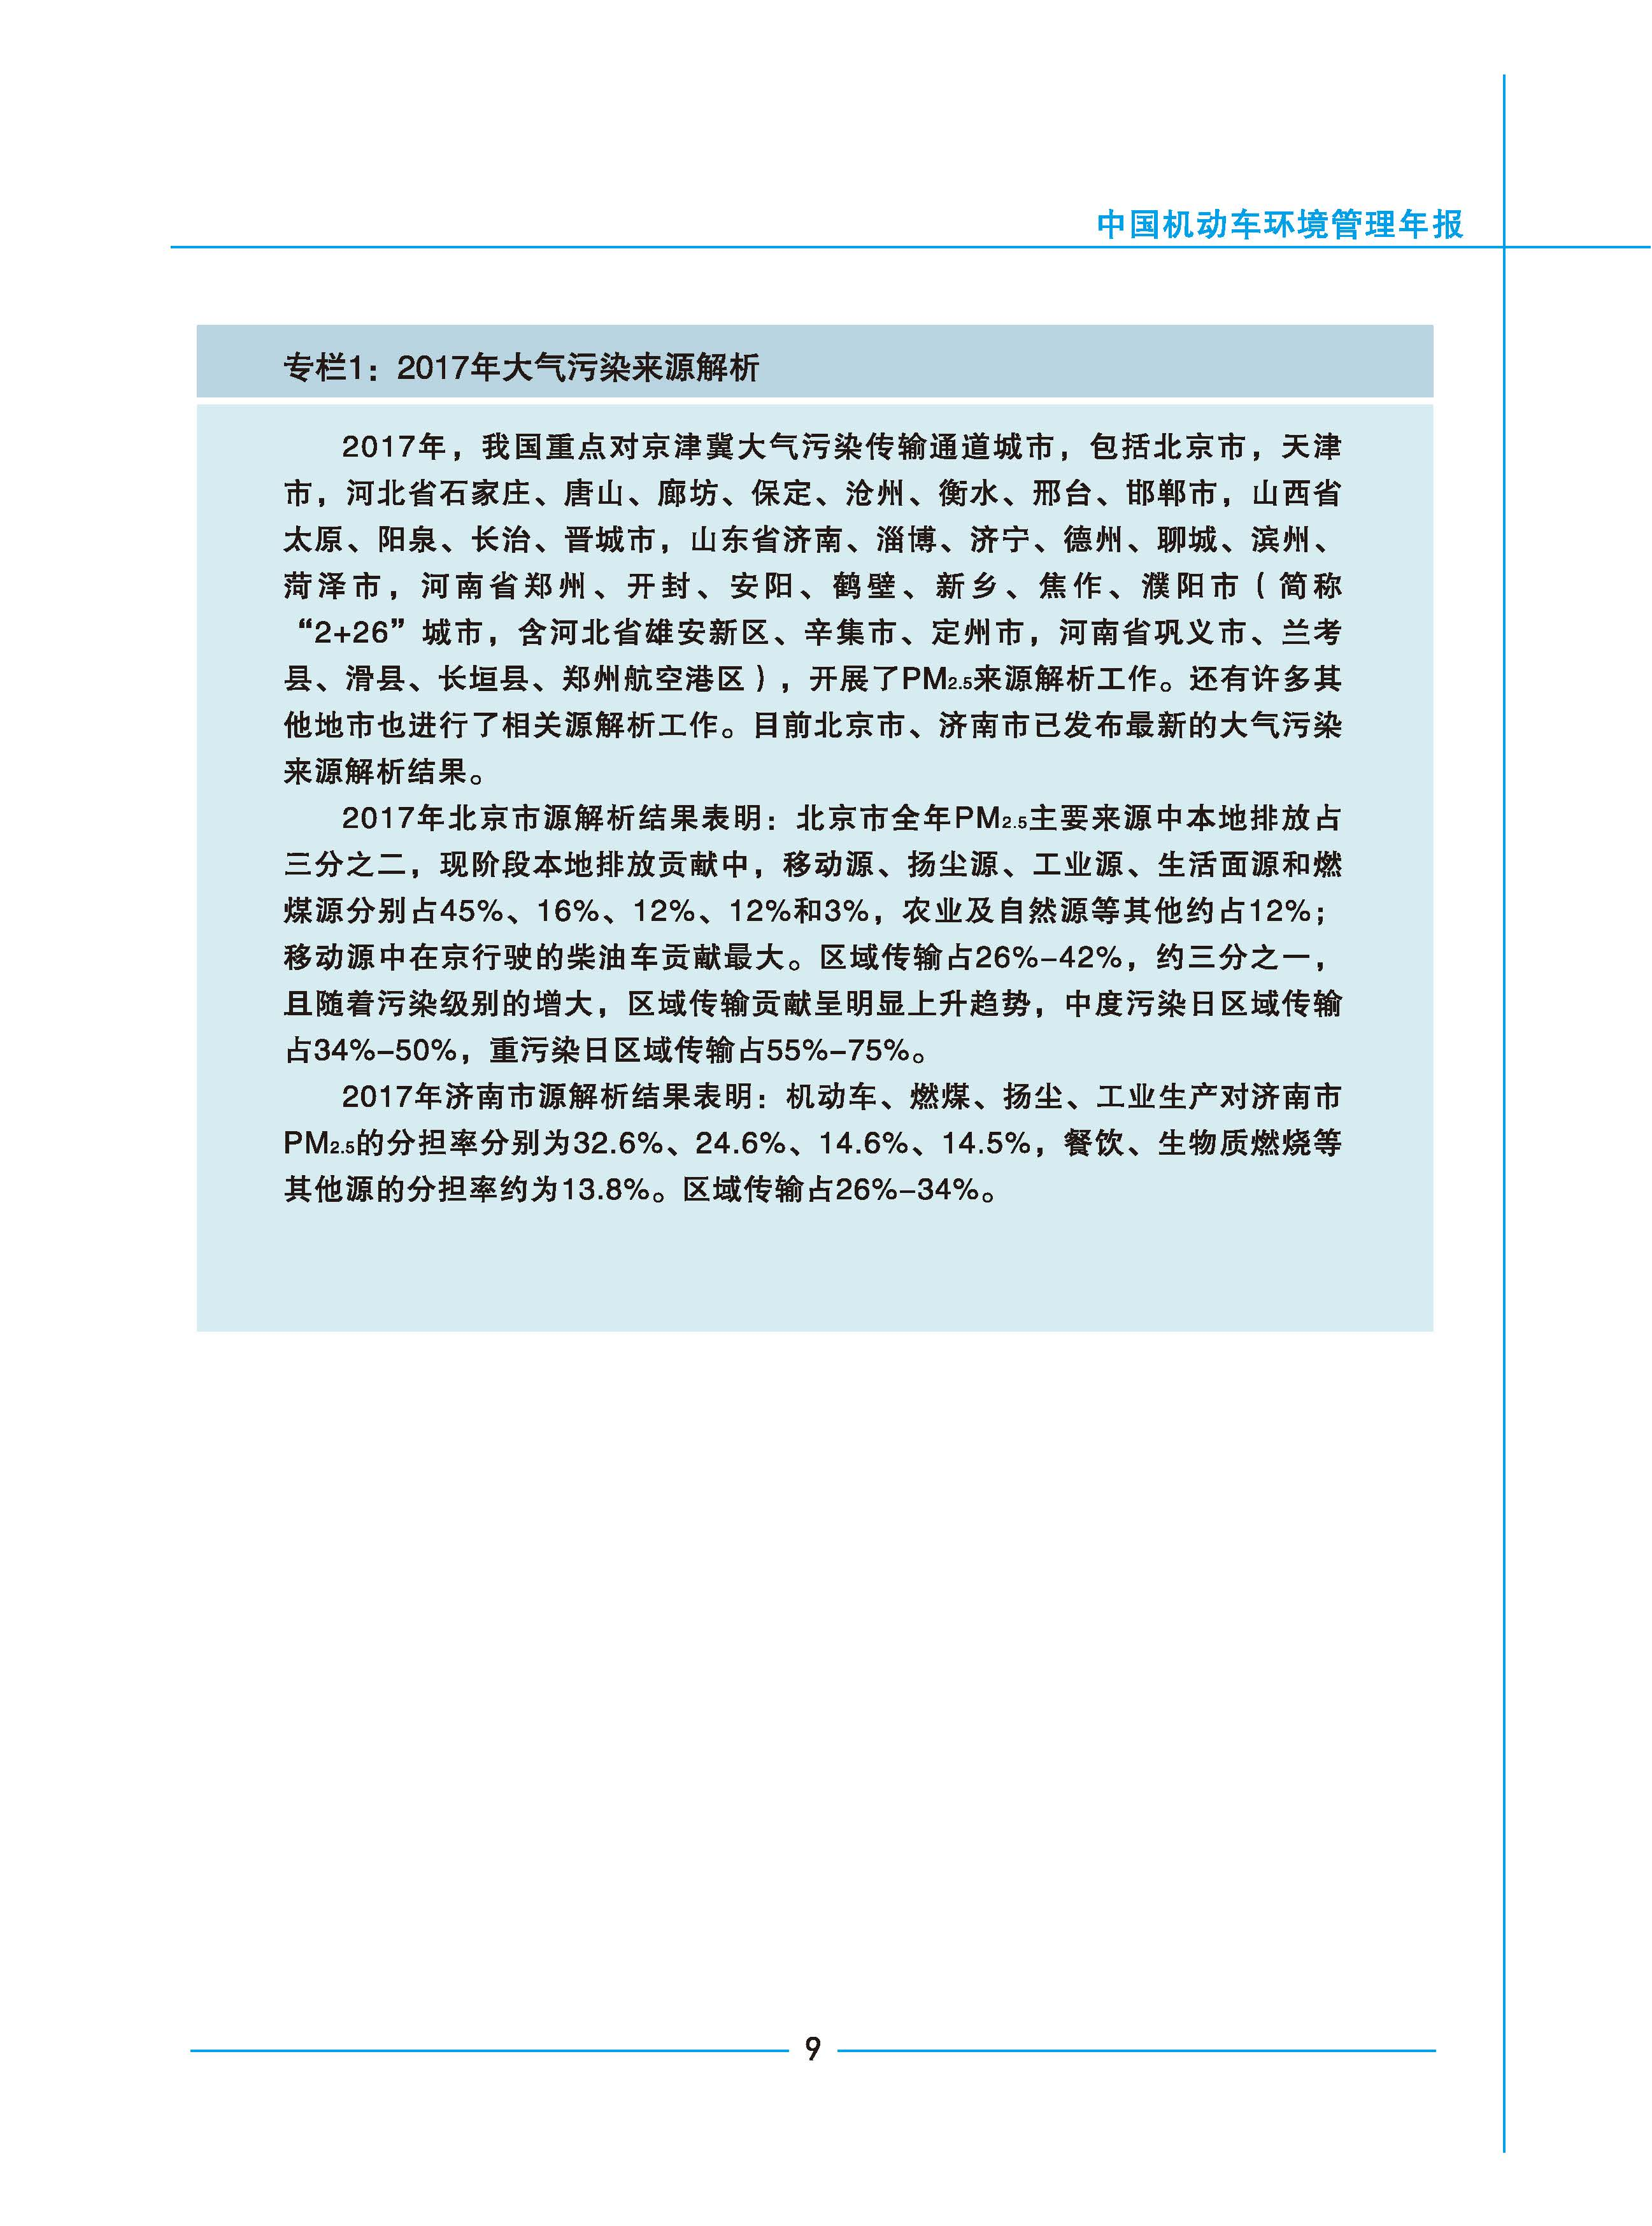 中国机动车环境管理年报
专栏1：2017年大气污染来源解析
2017年，我国重点对京津冀大气污染传输通道城市，包括北京市，天津
市，河北省石家庄、唐山、廊坊、保定、沧州、衡水、邢台、邯郸市，山西省
太原、阳泉、长治、晋城市，山东省济南、淄博、济宁、德州、聊城、滨州、
菏泽市，河南省郑州、开封、安阳、鹤壁、新乡、焦作、濮阳市（简称
“2+26”城市，含河北省雄安新区、辛集市、定州市，河南省巩义市、兰考
县、滑县、长垣县、郑州航空港区），开展了PM2.5来源解析工作。还有许多其
他地市也进行了相关源解析工作。目前北京市、济南市已发布最新的大气污染
来源解析结果。
2017年北京市源解析结果表明：北京市全年PM2.5主要来源中本地排放占
三分之二，现阶段本地排放贡献中，移动源、扬尘源、工业源、生活面源和燃
煤源分别占45%、16%、12%、12%和3%，农业及自然源等其他约占12%；
移动源中在京行驶的柴油车贡献最大。区域传输占26%-42%，约三分之一，
且随着污染级别的增大，区域传输贡献呈明显上升趋势，中度污染日区域传输
占34%-50%，重污染日区域传输占55%-75%。
2017年济南市源解析结果表明：机动车、燃煤、扬尘、工业生产对济南市
PM2.5的分担率分别为32.6%、24.6%、14.6%、14.5%，餐饮、生物质燃烧等
其他源的分担率约为13.8%。区域传输占26%-34%。
9